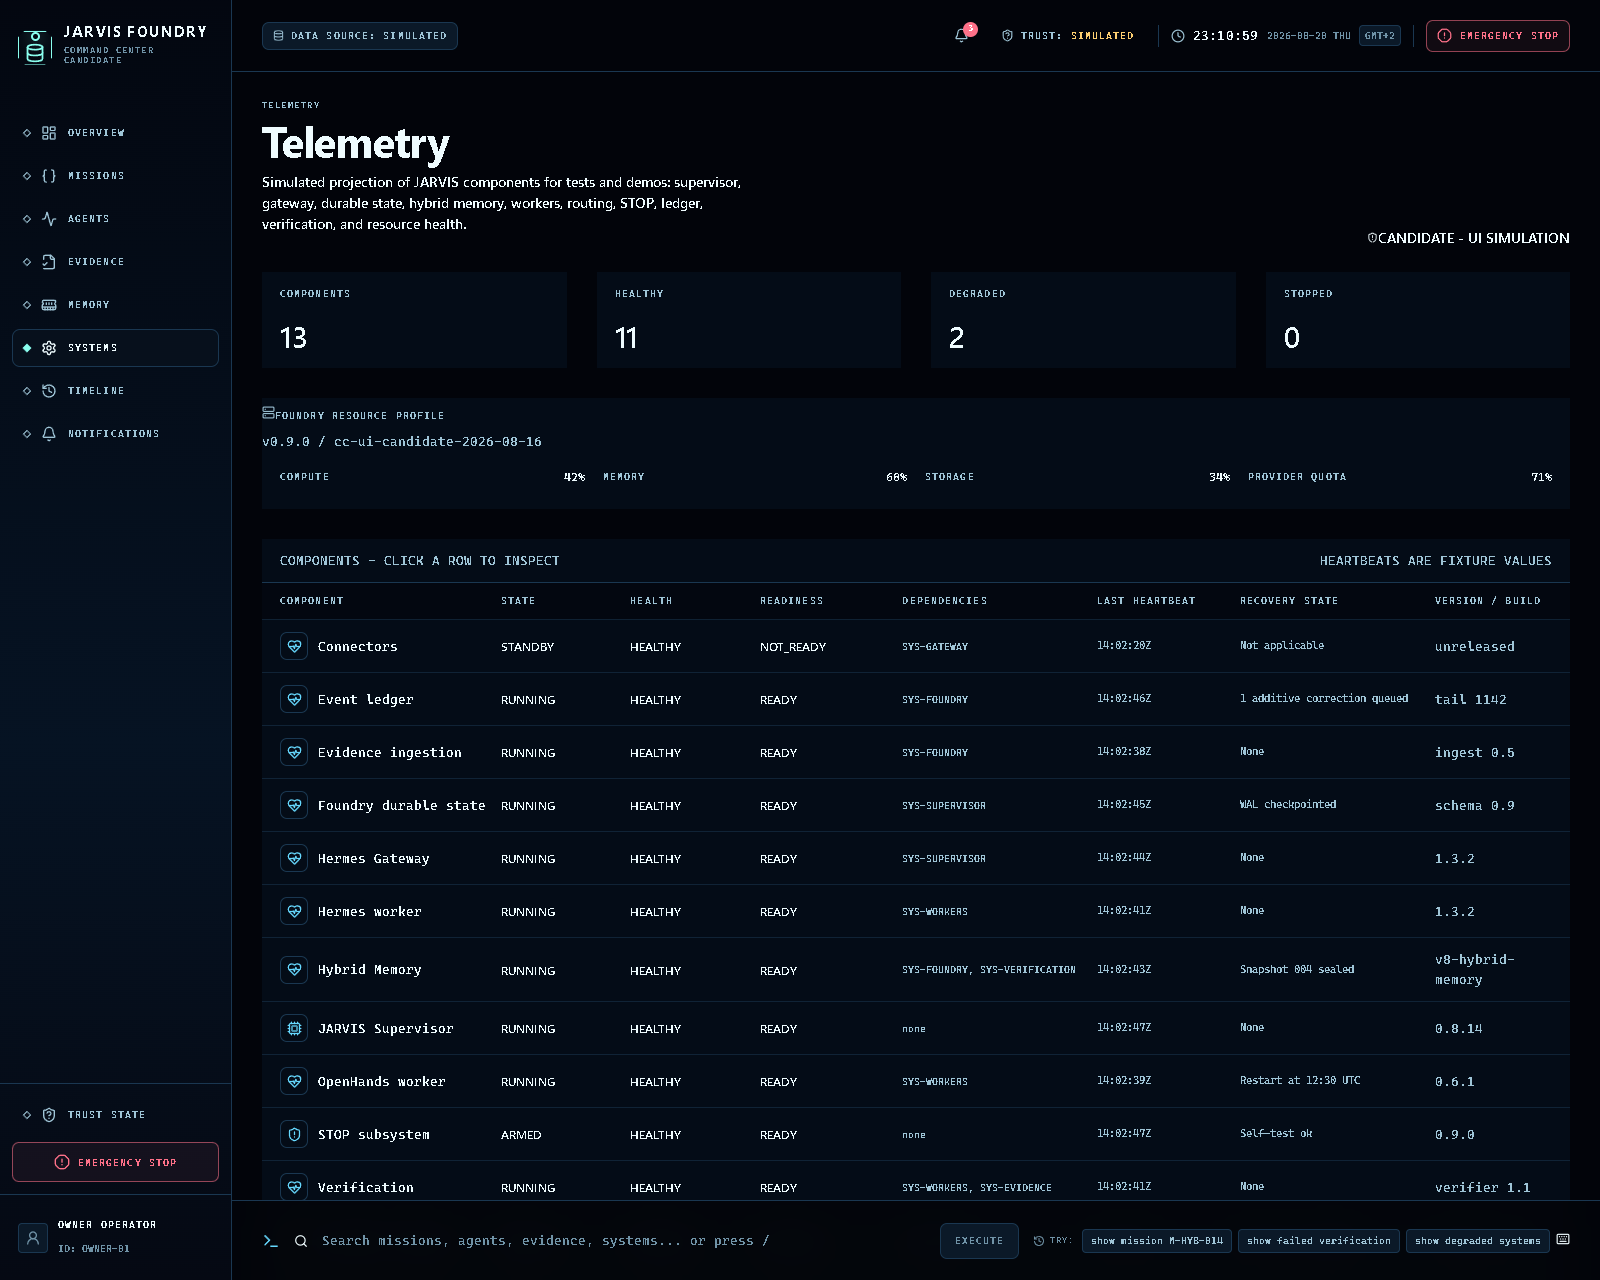 JARVIS FOUNDRY
COMMAND CENTER
CANDIDATE
OVERVIEW
MISSIONS
AGENTS
EVIDENCE
MEMORY
SYSTEMS
TIMELINE
NOTIFICATIONS
TRUST STATE
EMERGENCY STOP
OWNER OPERATOR
ID: OWNER-01
DATA SOURCE: SIMULATED
3
TRUST: SIMULATED
23:10:59 2026-08-20 THU GMT+2
EMERGENCY STOP
TELEMETRY
Telemetry
Simulated projection of JARVIS components for tests and demos: supervisor,
gateway, durable state, hybrid memory, workers, routing, STOP, ledger,
verification, and resource health.
CANDIDATE - UI SIMULATION
COMPONENTS HEALTHY DEGRADED STOPPED
13 11 2 0
FOUNDRY RESOURCE PROFILE
v0.9.0 / cc-ui-candidate-2026-08-16
COMPUTE 42% MEMORY 68% STORAGE 34% PROVIDER QUOTA 71%
COMPONENTS - CLICK A ROW TO INSPECT HEARTBEATS ARE FIXTURE VALUES
COMPONENT STATE HEALTH READINESS DEPENDENCIES LAST HEARTBEAT RECOVERY STATE VERSION / BUILD
Connectors STANDBY HEALTHY NOT_READY SYS-GATEWAY 14:02:20Z Not applicable unreleased
Event ledger RUNNING HEALTHY READY SYS-FOUNDRY 14:02:46Z 1 additive correction queued tail 1142
Evidence ingestion RUNNING HEALTHY READY SYS-FOUNDRY 14:02:38Z None ingest 0.5
Foundry durable state RUNNING HEALTHY READY SYS-SUPERVISOR 14:02:45Z WAL checkpointed schema 0.9
Hermes Gateway RUNNING HEALTHY READY SYS-SUPERVISOR 14:02:44Z None 1.3.2
Hermes worker RUNNING HEALTHY READY SYS-WORKERS 14:02:41Z None 1.3.2
Hybrid Memory RUNNING HEALTHY READY SYS-FOUNDRY, SYS-VERIFICATION 14:02:43Z Snapshot 004 sealed v8-hybrid-
memory
JARVIS Supervisor RUNNING HEALTHY READY none 14:02:47Z None 0.8.14
OpenHands worker RUNNING HEALTHY READY SYS-WORKERS 14:02:39Z Restart at 12:30 UTC 0.6.1
STOP subsystem ARMED HEALTHY READY none 14:02:47Z Self-test ok 0.9.0
Verification RUNNING HEALTHY READY SYS-WORKERS, SYS-EVIDENCE 14:02:41Z None verifier 1.1
Search missions, agents, evidence, systems... or press /
EXECUTE
TRY: show mission M-HYB-014 show failed verification show degraded systems